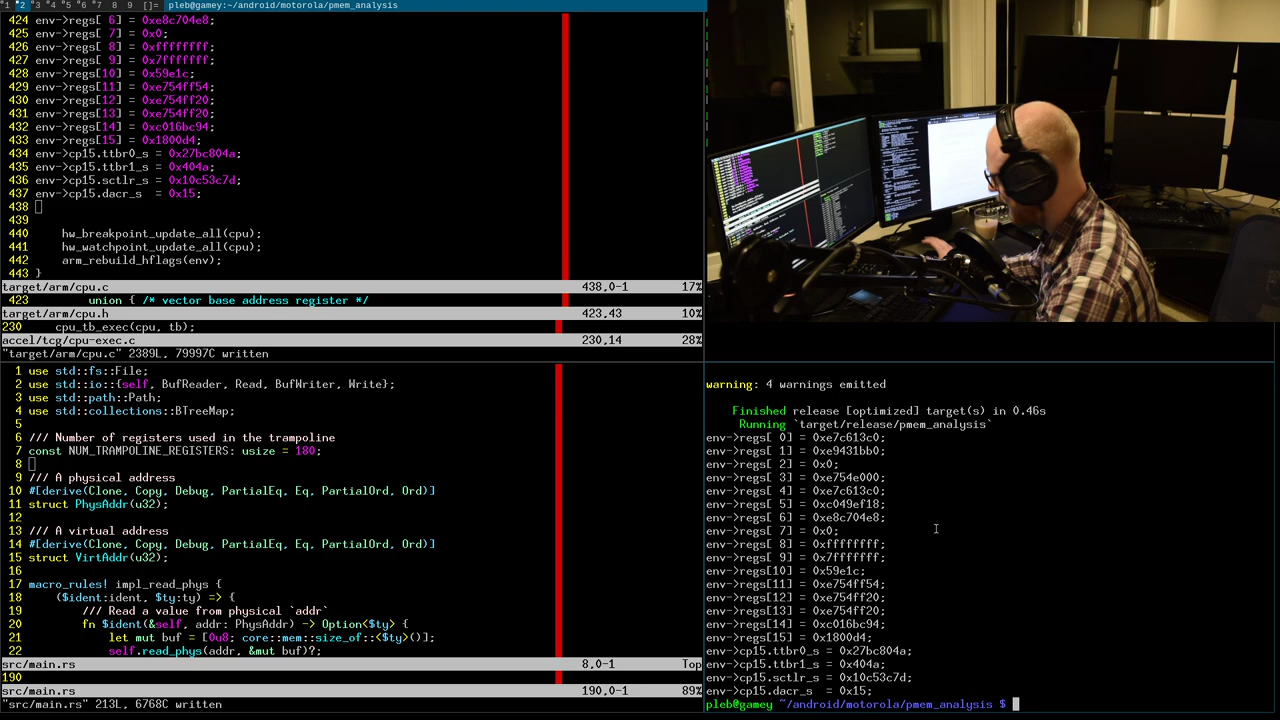 1 2 3 4 5 6 7 8 9 []= pleb@gamey:~/android/motorola/pmem_analysis
424 env->regs[ 6] = 0xe8c704e8;
425 env->regs[ 7] = 0x0;
426 env->regs[ 8] = 0xffffffff;
427 env->regs[ 9] = 0x7fffffff;
428 env->regs[10] = 0x59e1c;
429 env->regs[11] = 0xe754ff54;
430 env->regs[12] = 0xe754ff20;
431 env->regs[13] = 0xe754ff20;
432 env->regs[14] = 0xc016bc94;
433 env->regs[15] = 0x1800d4;
434 env->cp15.ttbr0_s = 0x27bc804a;
435 env->cp15.ttbr1_s = 0x404a;
436 env->cp15.sctlr_s = 0x10c53c7d;
437 env->cp15.dacr_s  = 0x15;
438
439
440     hw_breakpoint_update_all(cpu);
441     hw_watchpoint_update_all(cpu);
442     arm_rebuild_hflags(env);
443 }
target/arm/cpu.c 438,0-1 17%
423         union { /* vector base address register */
target/arm/cpu.h 423,43 10%
230     cpu_tb_exec(cpu, tb);
accel/tcg/cpu-exec.c 230,14 28%
"target/arm/cpu.c" 2389L, 79997C written
1 use std::fs::File;
2 use std::io::{self, BufReader, Read, BufWriter, Write};
3 use std::path::Path;
4 use std::collections::BTreeMap;
5
6 /// Number of registers used in the trampoline
7 const NUM_TRAMPOLINE_REGISTERS: usize = 180;
8
9 /// A physical address
10 #[derive(Clone, Copy, Debug, PartialEq, Eq, PartialOrd, Ord)]
11 struct PhysAddr(u32);
12
13 /// A virtual address
14 #[derive(Clone, Copy, Debug, PartialEq, Eq, PartialOrd, Ord)]
15 struct VirtAddr(u32);
16
17 macro_rules! impl_read_phys {
18     ($ident:ident, $ty:ty) => {
19         /// Read a value from physical `addr`
20         fn $ident(&self, addr: PhysAddr) -> Option<$ty> {
21             let mut buf = [0u8; core::mem::size_of::<$ty>()];
22             self.read_phys(addr, &mut buf)?;
src/main.rs 8,0-1 Top
190
src/main.rs 190,0-1 89%
"src/main.rs" 213L, 6768C written
warning: 4 warnings emitted
Finished release [optimized] target(s) in 0.46s
Running `target/release/pmem_analysis`
env->regs[ 0] = 0xe7c613c0;
env->regs[ 1] = 0xe9431bb0;
env->regs[ 2] = 0x0;
env->regs[ 3] = 0xe754e000;
env->regs[ 4] = 0xe7c613c0;
env->regs[ 5] = 0xc049ef18;
env->regs[ 6] = 0xe8c704e8;
env->regs[ 7] = 0x0;
env->regs[ 8] = 0xffffffff;
env->regs[ 9] = 0x7fffffff;
env->regs[10] = 0x59e1c;
env->regs[11] = 0xe754ff54;
env->regs[12] = 0xe754ff20;
env->regs[13] = 0xe754ff20;
env->regs[14] = 0xc016bc94;
env->regs[15] = 0x1800d4;
env->cp15.ttbr0_s = 0x27bc804a;
env->cp15.ttbr1_s = 0x404a;
env->cp15.sctlr_s = 0x10c53c7d;
env->cp15.dacr_s  = 0x15;
pleb@gamey ~/android/motorola/pmem_analysis $